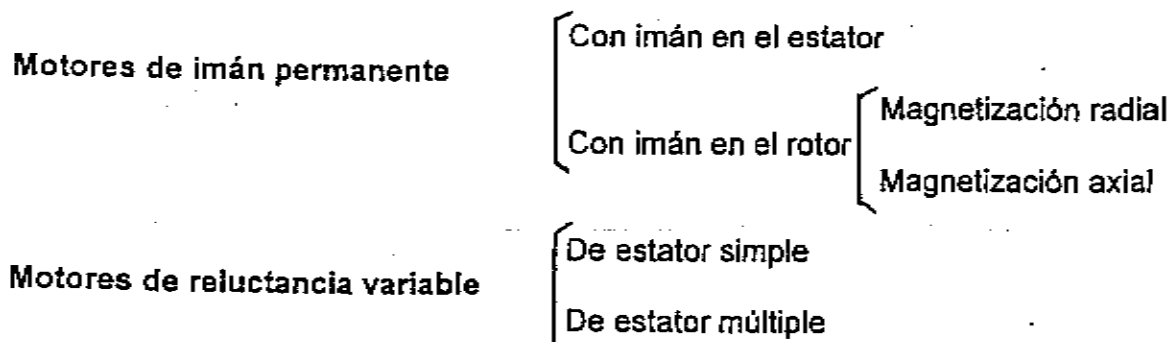 Con imán en el estator
Motores de imán permanente
Magnetización radial
Con imán en el rotor
Magnetización axial
De estator simple
Motores de reluctancia variable
De estator múltiple